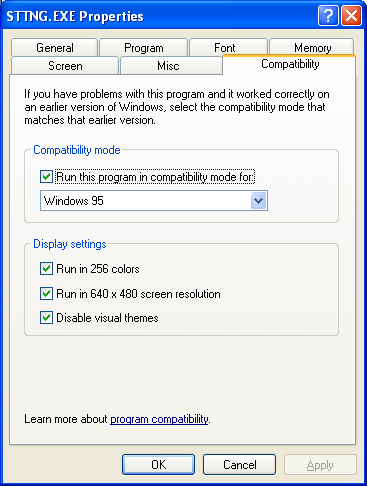 STTNG.EXE Properties
General Program Font Memory
Screen Misc Compatibility
If you have problems with this program and it worked correctly on
an earlier version of Windows, select the compatibility mode that
matches that earlier version.
Compatibility mode
Run this program in compatibility mode for:
Windows 95
Display settings
Run in 256 colors
Run in 640 x 480 screen resolution
Disable visual themes
Learn more about program compatibility.
OK Cancel Apply